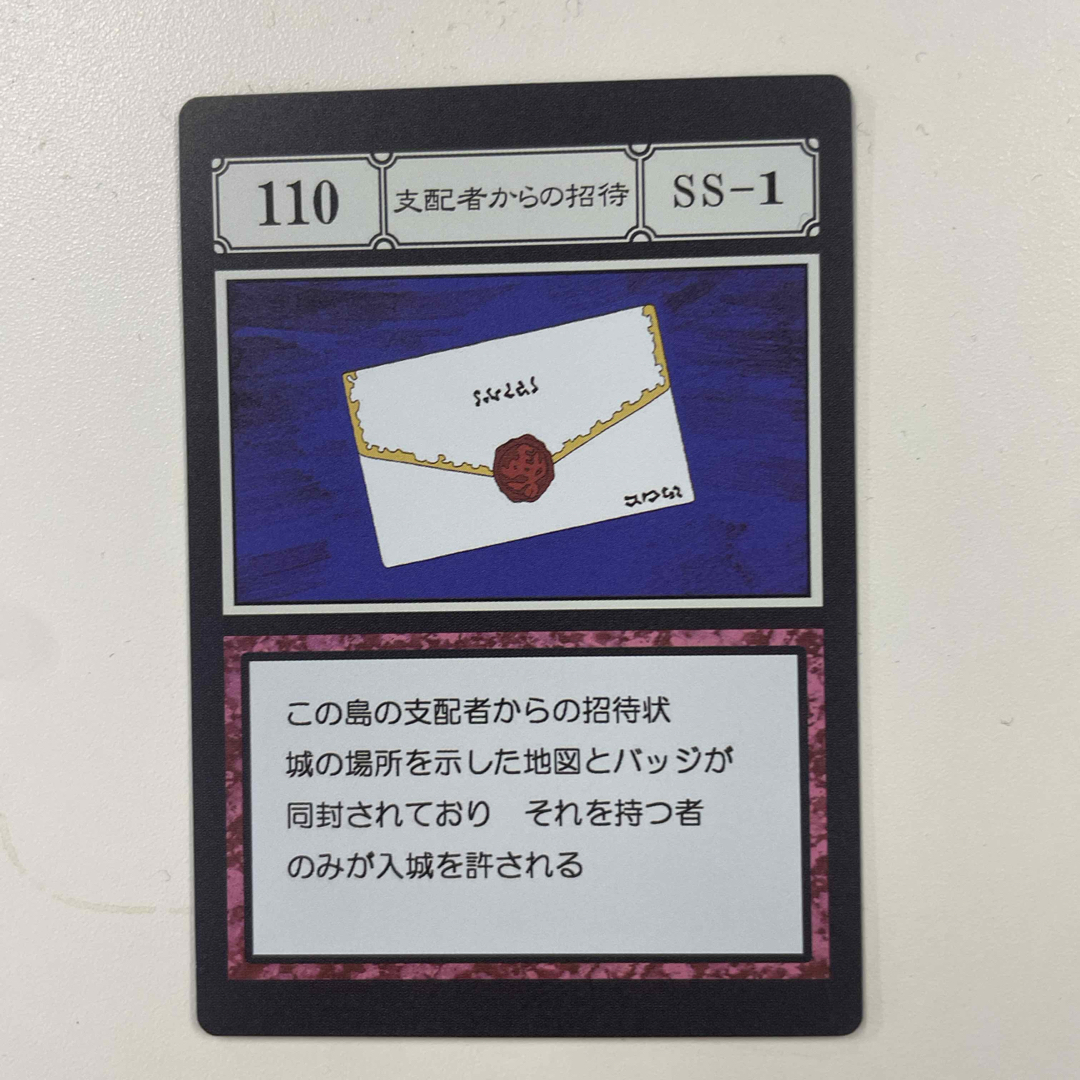 110
支配者からの招待
SS-1
この島の支配者からの招待状
城の場所を示した地図とバッジが
同封されており　それを持つ者
のみが入城を許される